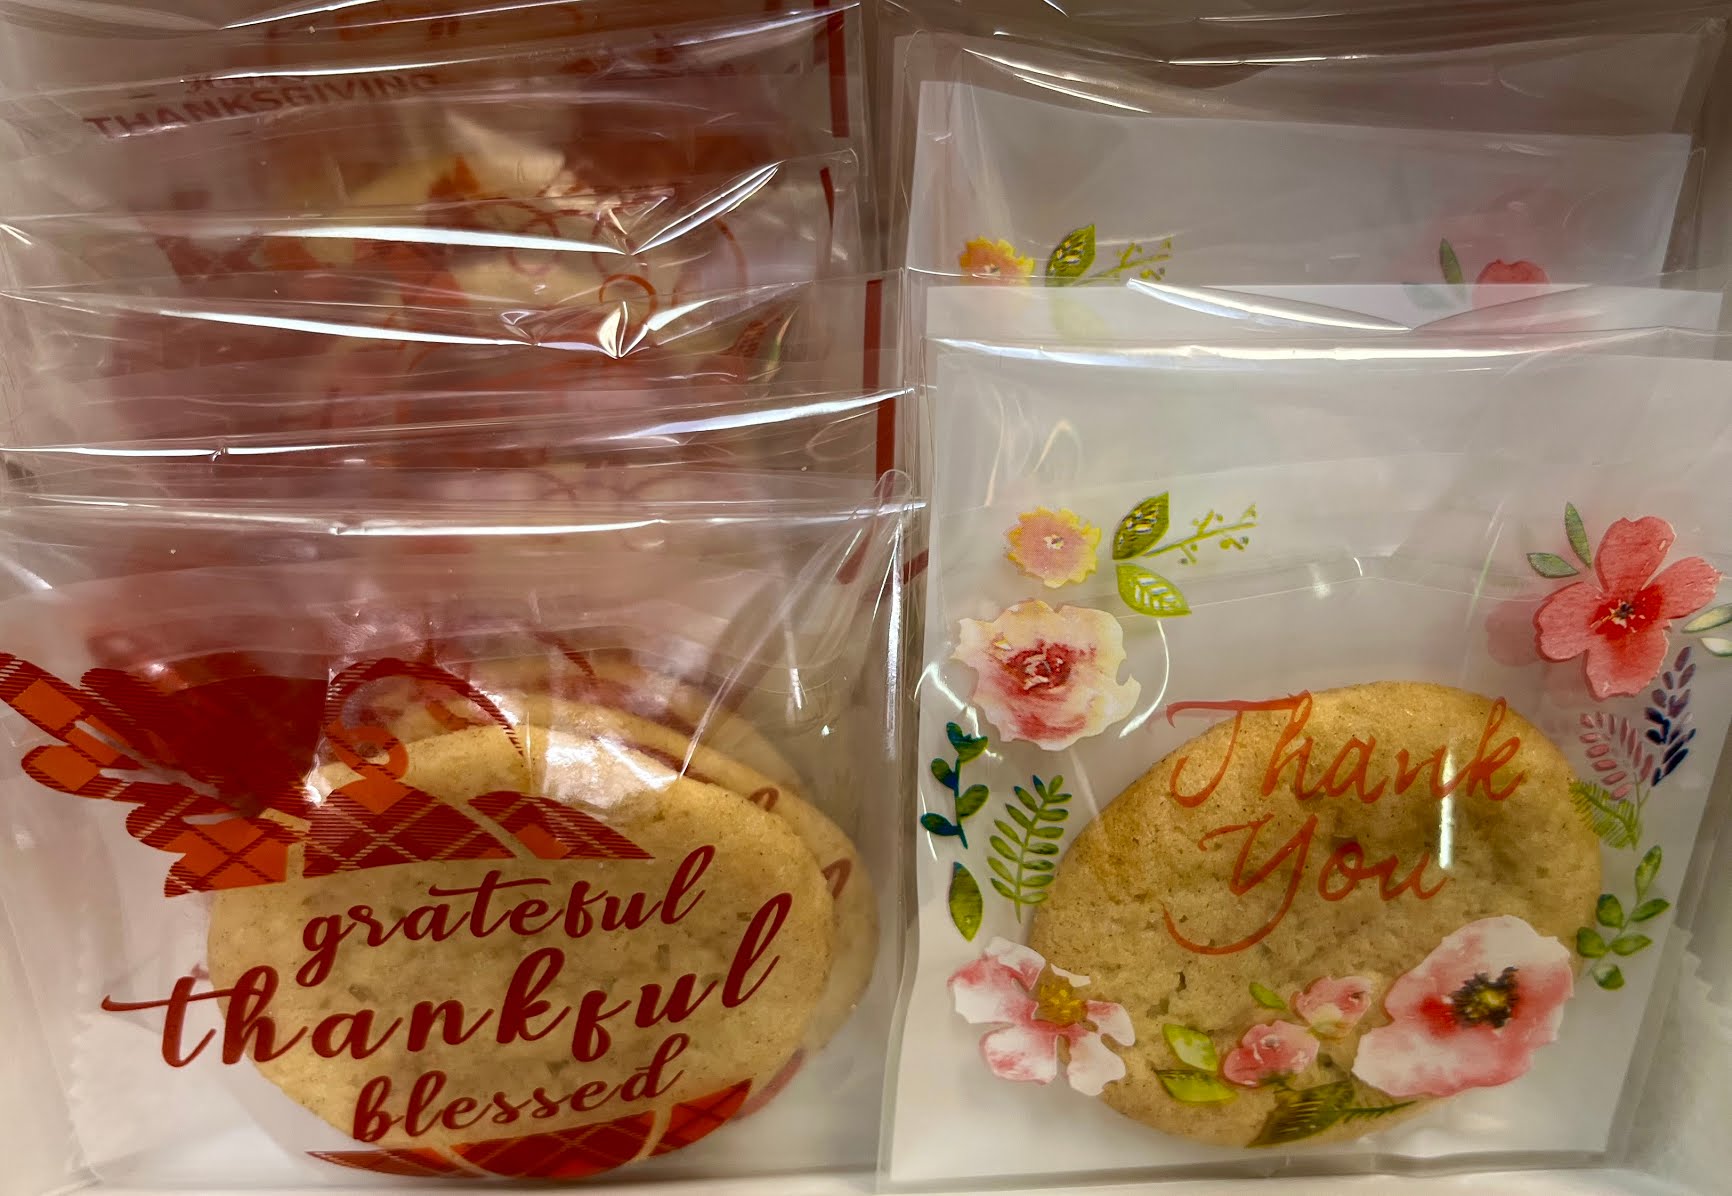 THANKSGIVING
grateful
thankful
blessed
Thank
You